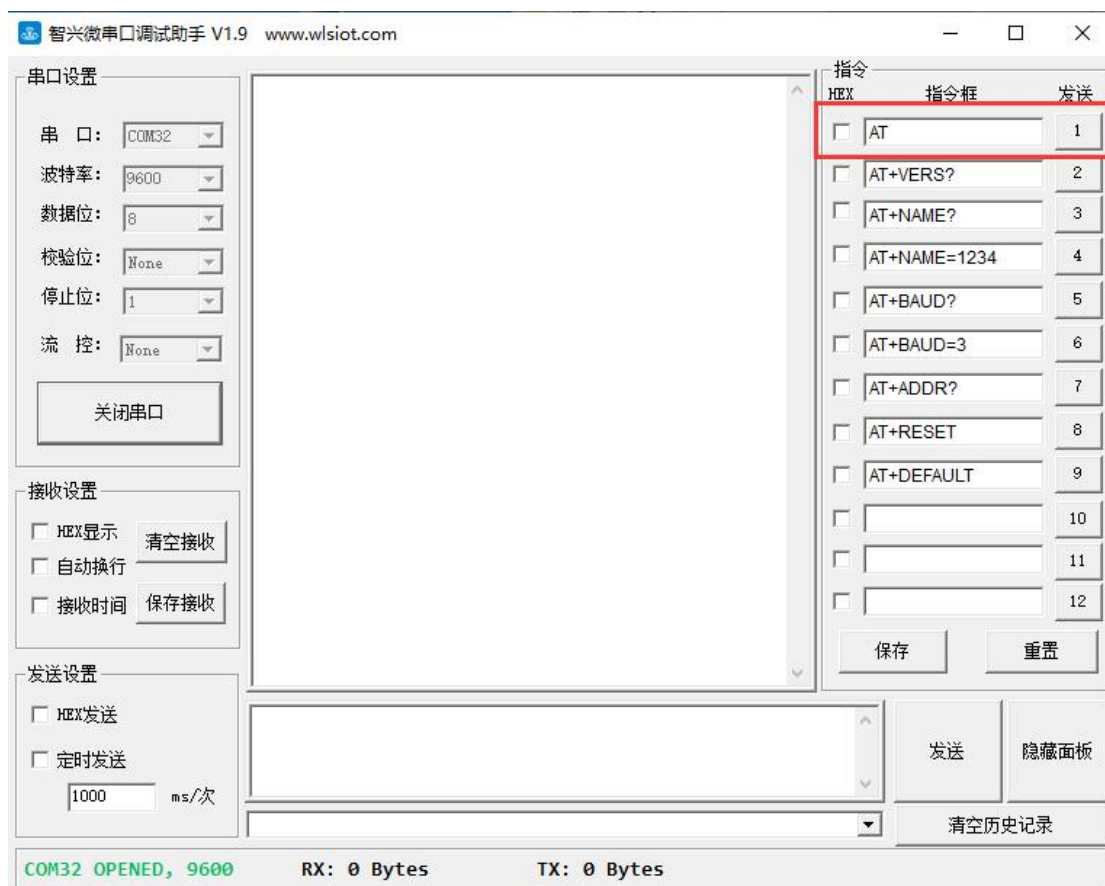 智兴微串口调试助手 V1.9 www.wlsiot.com
串口设置
串 口: COM32
波特率: 9600
数据位: 8
校验位: None
停止位: 1
流 控: None
关闭串口
接收设置
HEX显示
清空接收
自动换行
接收时间
保存接收
发送设置
HEX发送
定时发送
1000 ms/次
指令
HEX 指令框 发送
AT 1
AT+VERS? 2
AT+NAME? 3
AT+NAME=1234 4
AT+BAUD? 5
AT+BAUD=3 6
AT+ADDR? 7
AT+RESET 8
AT+DEFAULT 9
10
11
12
保存 重置
发送 隐藏面板
清空历史记录
COM32 OPENED, 9600 RX: 0 Bytes TX: 0 Bytes